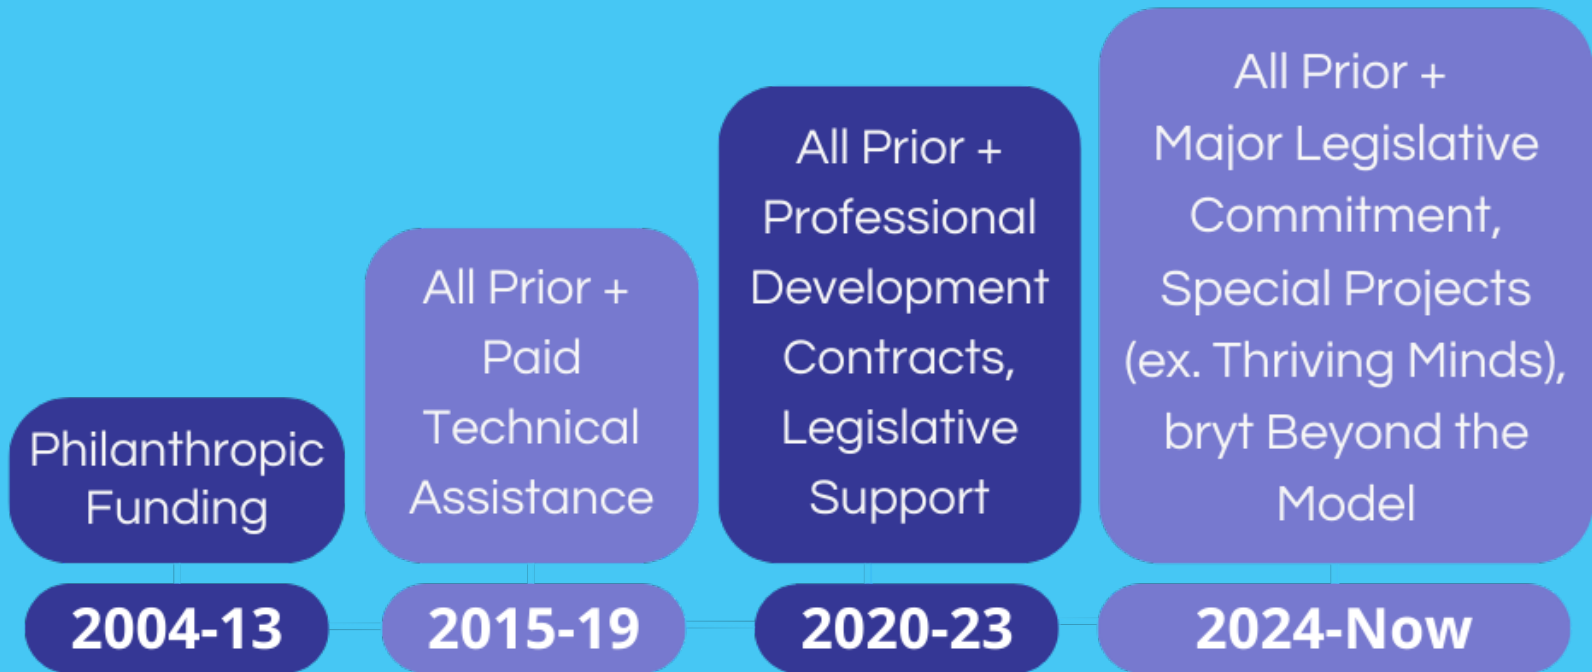 Philanthropic
Funding
2004-13
All Prior +
Paid
Technical
Assistance
2015-19
All Prior +
Professional
Development
Contracts,
Legislative
Support
2020-23
All Prior +
Major Legislative
Commitment,
Special Projects
(ex. Thriving Minds),
bryt Beyond the
Model
2024-Now